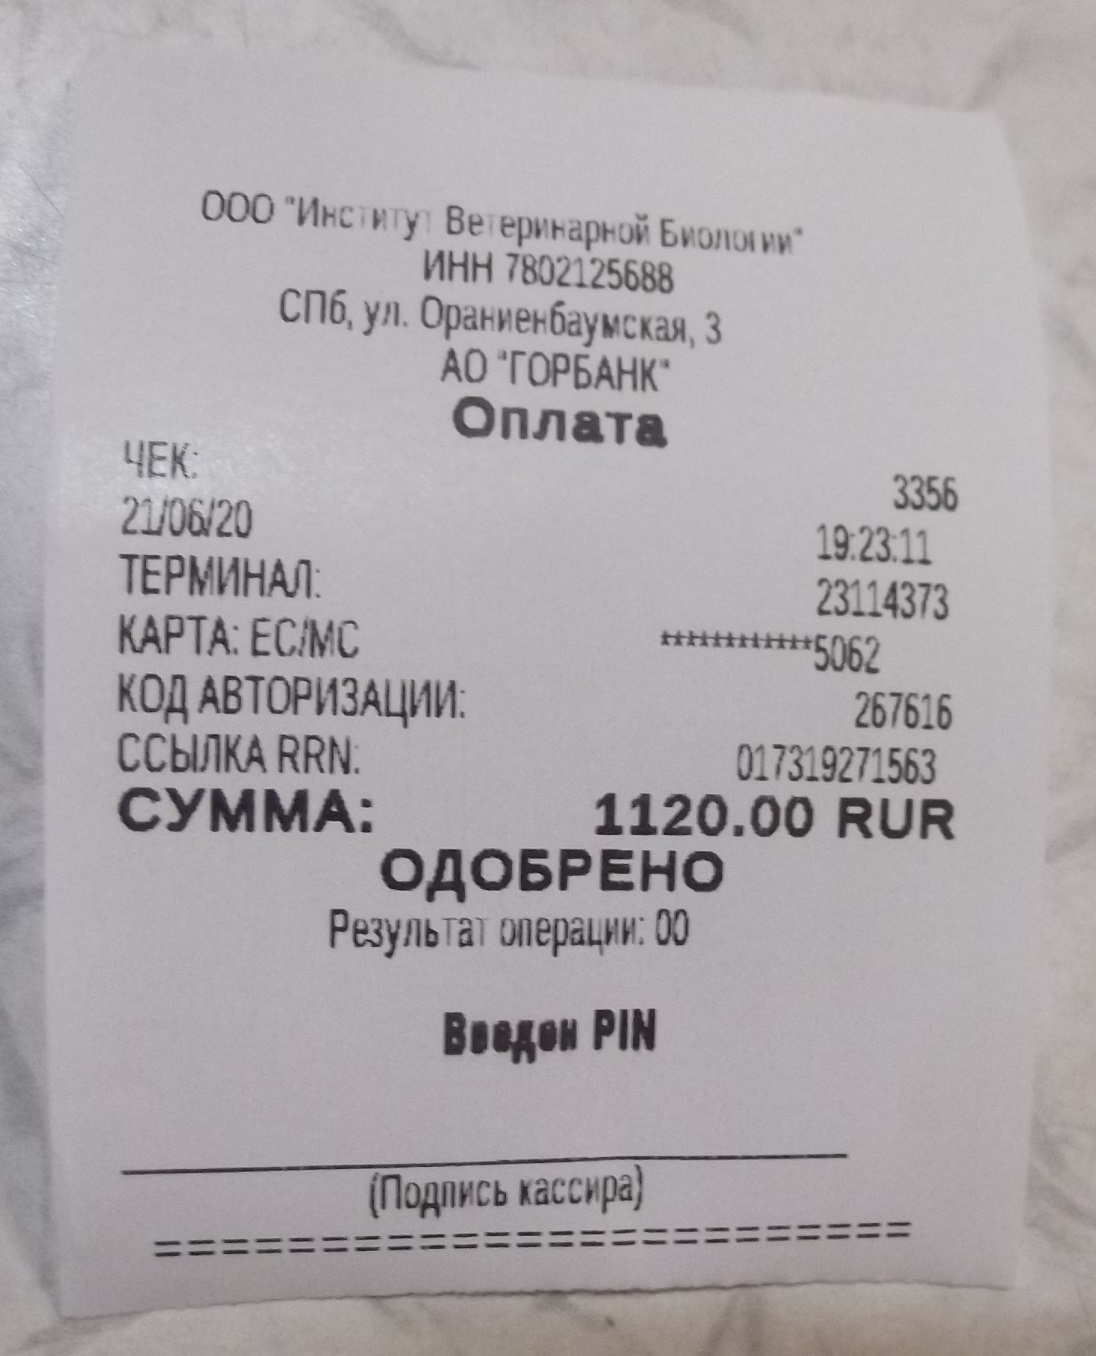 ООО "Институт Ветеринарной Биологии"
ИНН 7802125688
СПб, ул. Ораниенбаумская, 3
АО "ГОРБАНК"
Оплата
ЧЕК: 3356
21/06/20 19:23:11
ТЕРМИНАЛ: 23114373
КАРТА: EC/MC ************5062
КОД АВТОРИЗАЦИИ: 267616
ССЫЛКА RRN: 017319271563
СУММА: 1120.00 RUR
ОДОБРЕНО
Результат операции: 00
Введен PIN
(Подпись кассира)
========================